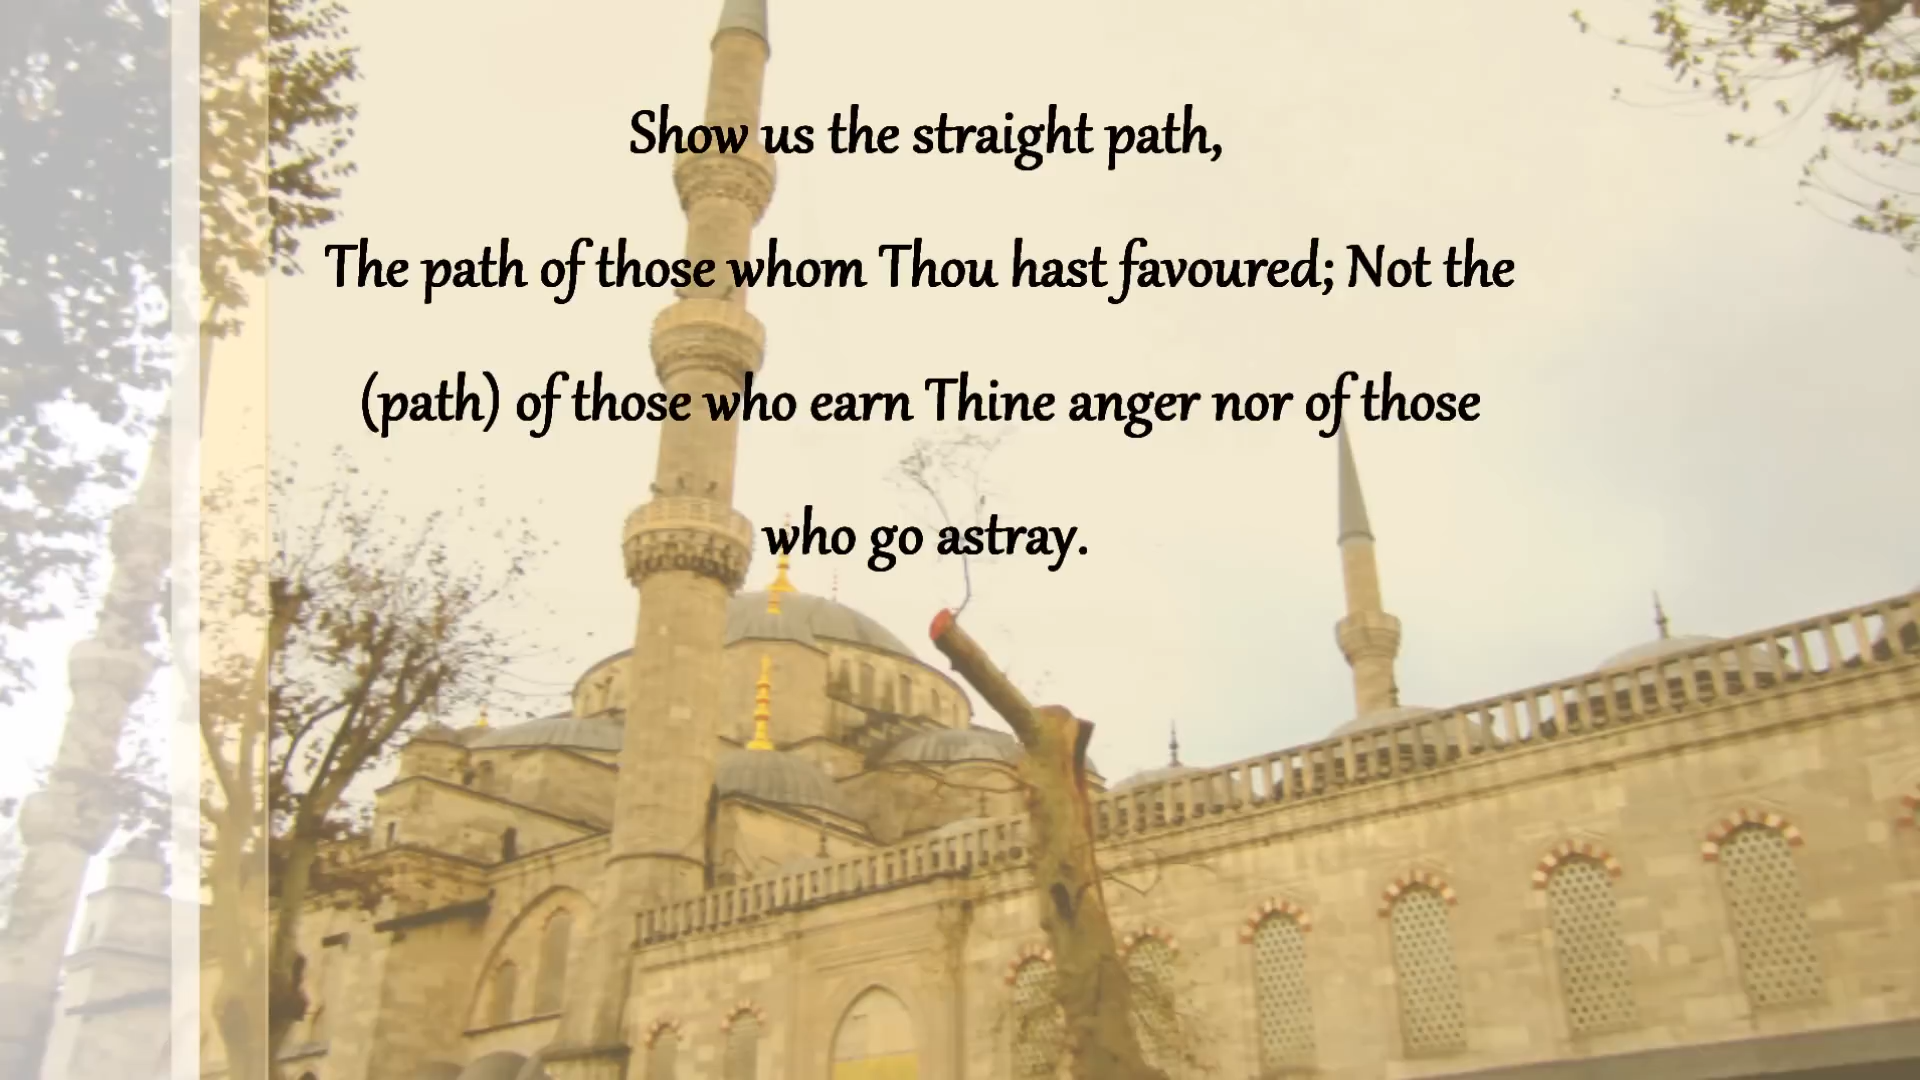 Show us the straight path,
The path of those whom Thou hast favoured; Not the
(path) of those who earn Thine anger nor of those
who go astray.